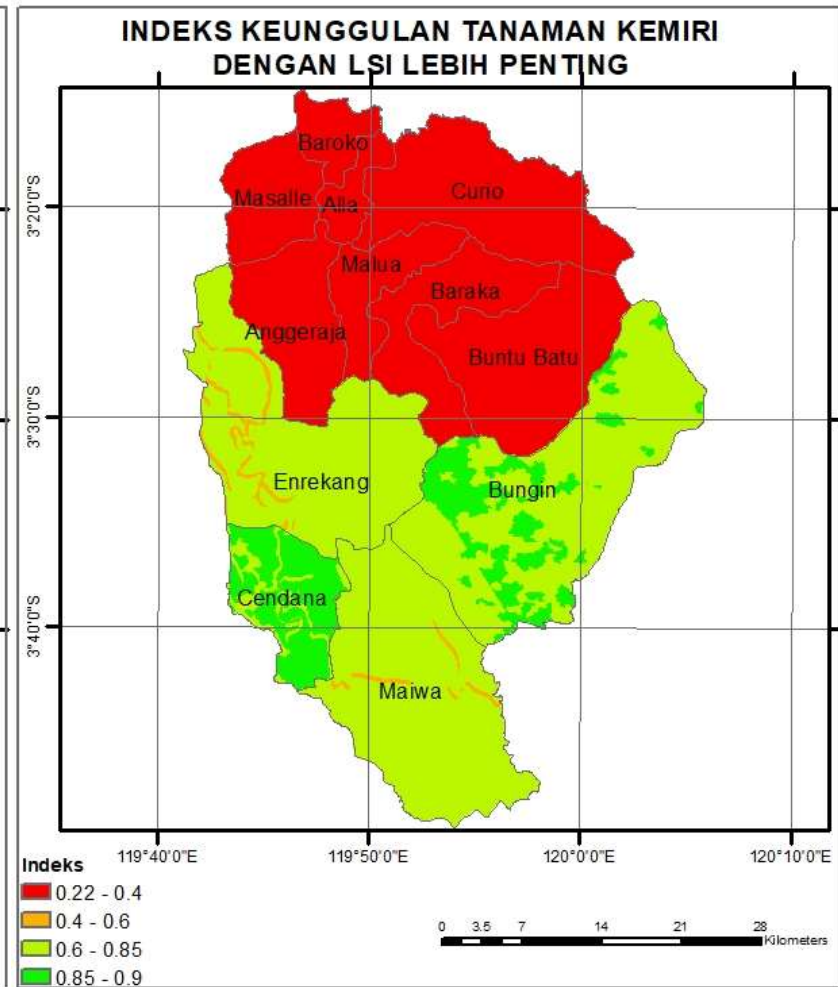 INDEKS KEUNGGULAN TANAMAN KEMIRI
DENGAN LSI LEBIH PENTING
Baroko
Masalle
Alla
Curio
Malua
Baraka
Anggeraja
Buntu Batu
Enrekang
Bungin
Cendana
Maiwa
3°20'0"S
3°30'0"S
3°40'0"S
119°40'0"E
119°50'0"E
120°0'0"E
120°10'0"E
Indeks
0.22 - 0.4
0.4 - 0.6
0.6 - 0.85
0.85 - 0.9
0 3.5 7 14 21 28
Kilometers